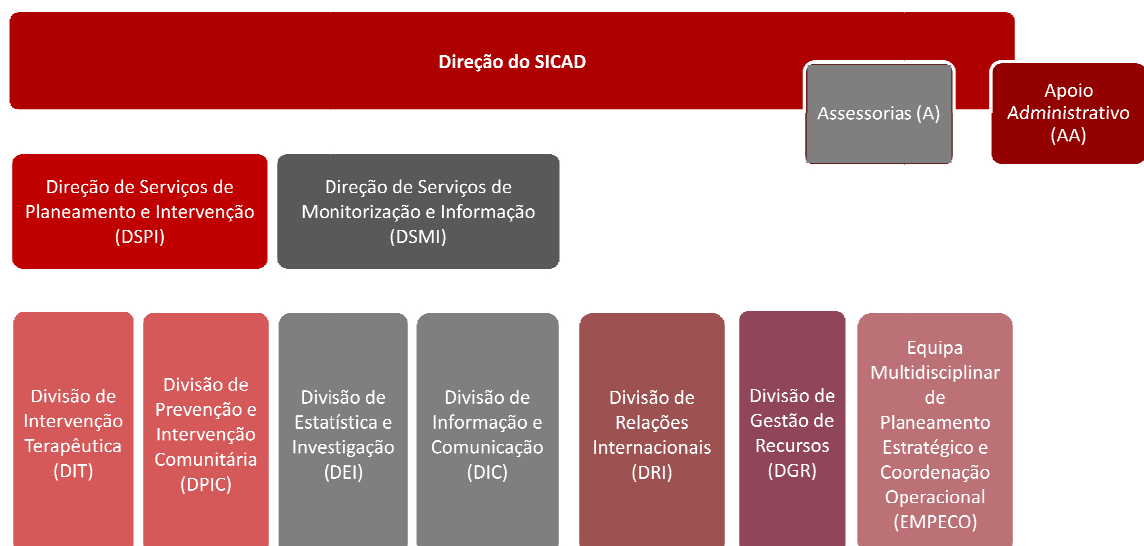 Direção do SICAD
Assessorias (A)
Apoio
Administrativo
(AA)
Direção de Serviços de
Planeamento e Intervenção
(DSPI)
Direção de Serviços de
Monitorização e Informação
(DSMI)
Divisão de
Intervenção
Terapêutica
(DIT)
Divisão de
Prevenção e
Intervenção
Comunitária
(DPIC)
Divisão de
Estatística e
Investigação
(DEI)
Divisão de
Informação e
Comunicação
(DIC)
Divisão de
Relações
Internacionais
(DRI)
Divisão de
Gestão de
Recursos
(DGR)
Equipa
Multidisciplinar
de
Planeamento
Estratégico e
Coordenação
Operacional
(EMPECO)